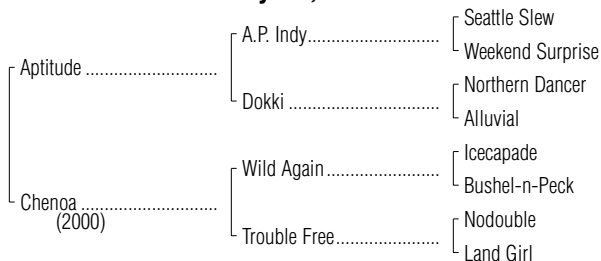 Seattle Slew
A.P. Indy..................................
Weekend Surprise
Aptitude .................................
Northern Dancer
Dokki ......................................
Alluvial
Icecapade
Wild Again ...........................
Bushel-n-Peck
Chenoa ..................................
(2000)
Nodouble
Trouble Free..........................
Land Girl